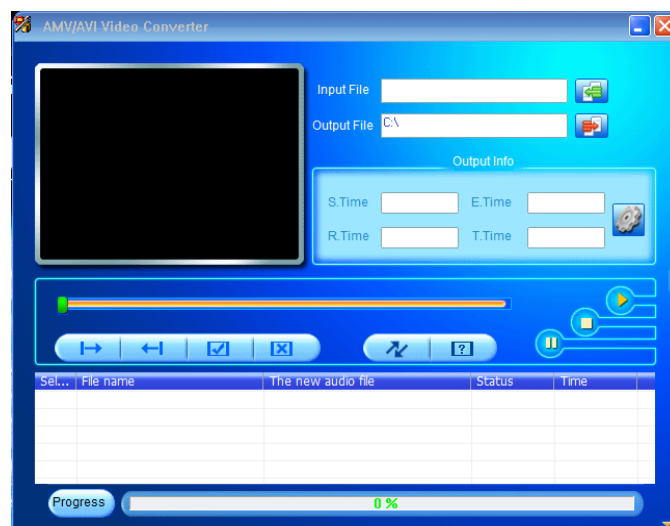 AMV/AVI Video Converter
Input File
Output File C:\
Output Info
S.Time E.Time
R.Time T.Time
Sel... File name The new audio file Status Time
Progress 0 %